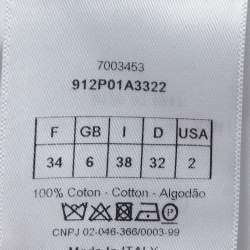 7003453
912P01A3322
F GB I D USA
34 6 38 32 2
100% Coton - Cotton - Algodão
CNPJ 02-046-366/0003-99
Made In ITALY